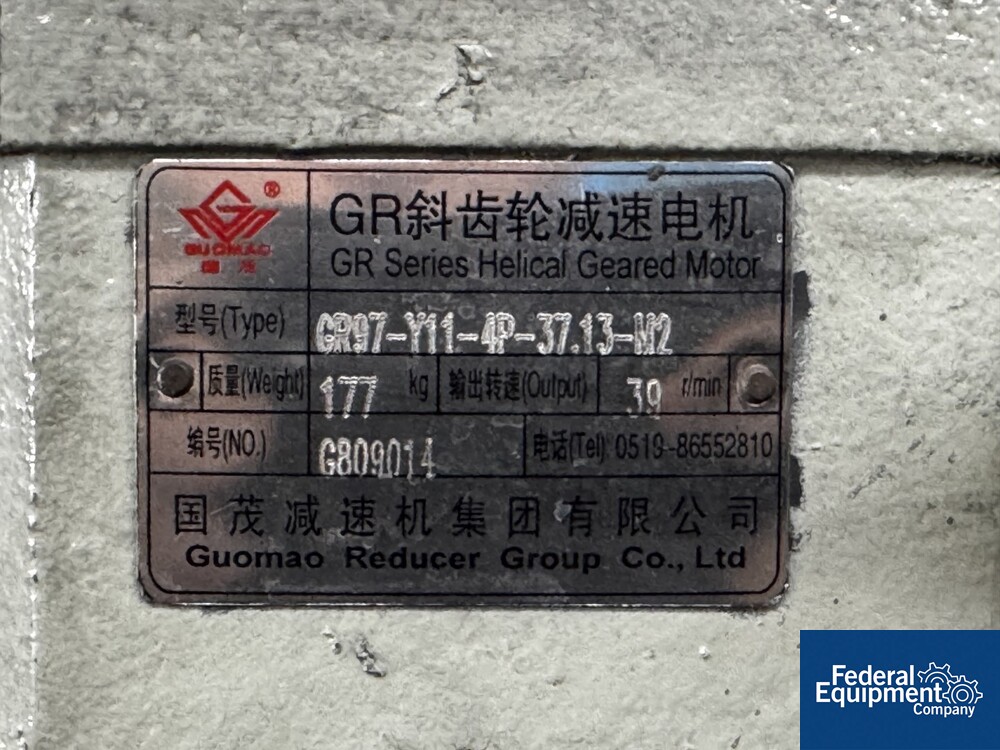 ®
GUOMAO
国茂
GR斜齿轮减速电机
GR Series Helical Geared Motor
型号(Type) GR97-Y11-4P-37.13-M2
质量(Weight) 177 kg 输出转速(Output) 39 r/min
编号(NO.) G809014 电话(Tel) 0519-86552810
国茂减速机集团有限公司
Guomao Reducer Group Co., Ltd
Federal
Equipment
Company